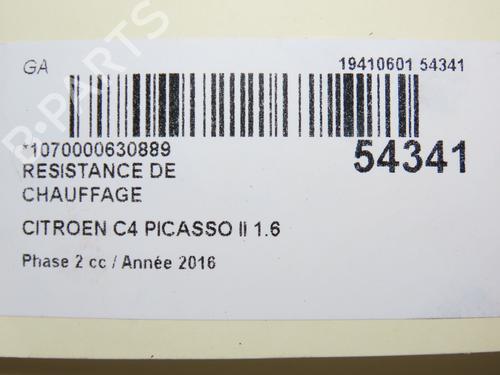 GA
19410601 54341
*1070000630889
54341
RESISTANCE DE
CHAUFFAGE
CITROEN C4 PICASSO II 1.6
Phase 2 cc / Année 2016
B-PARTS